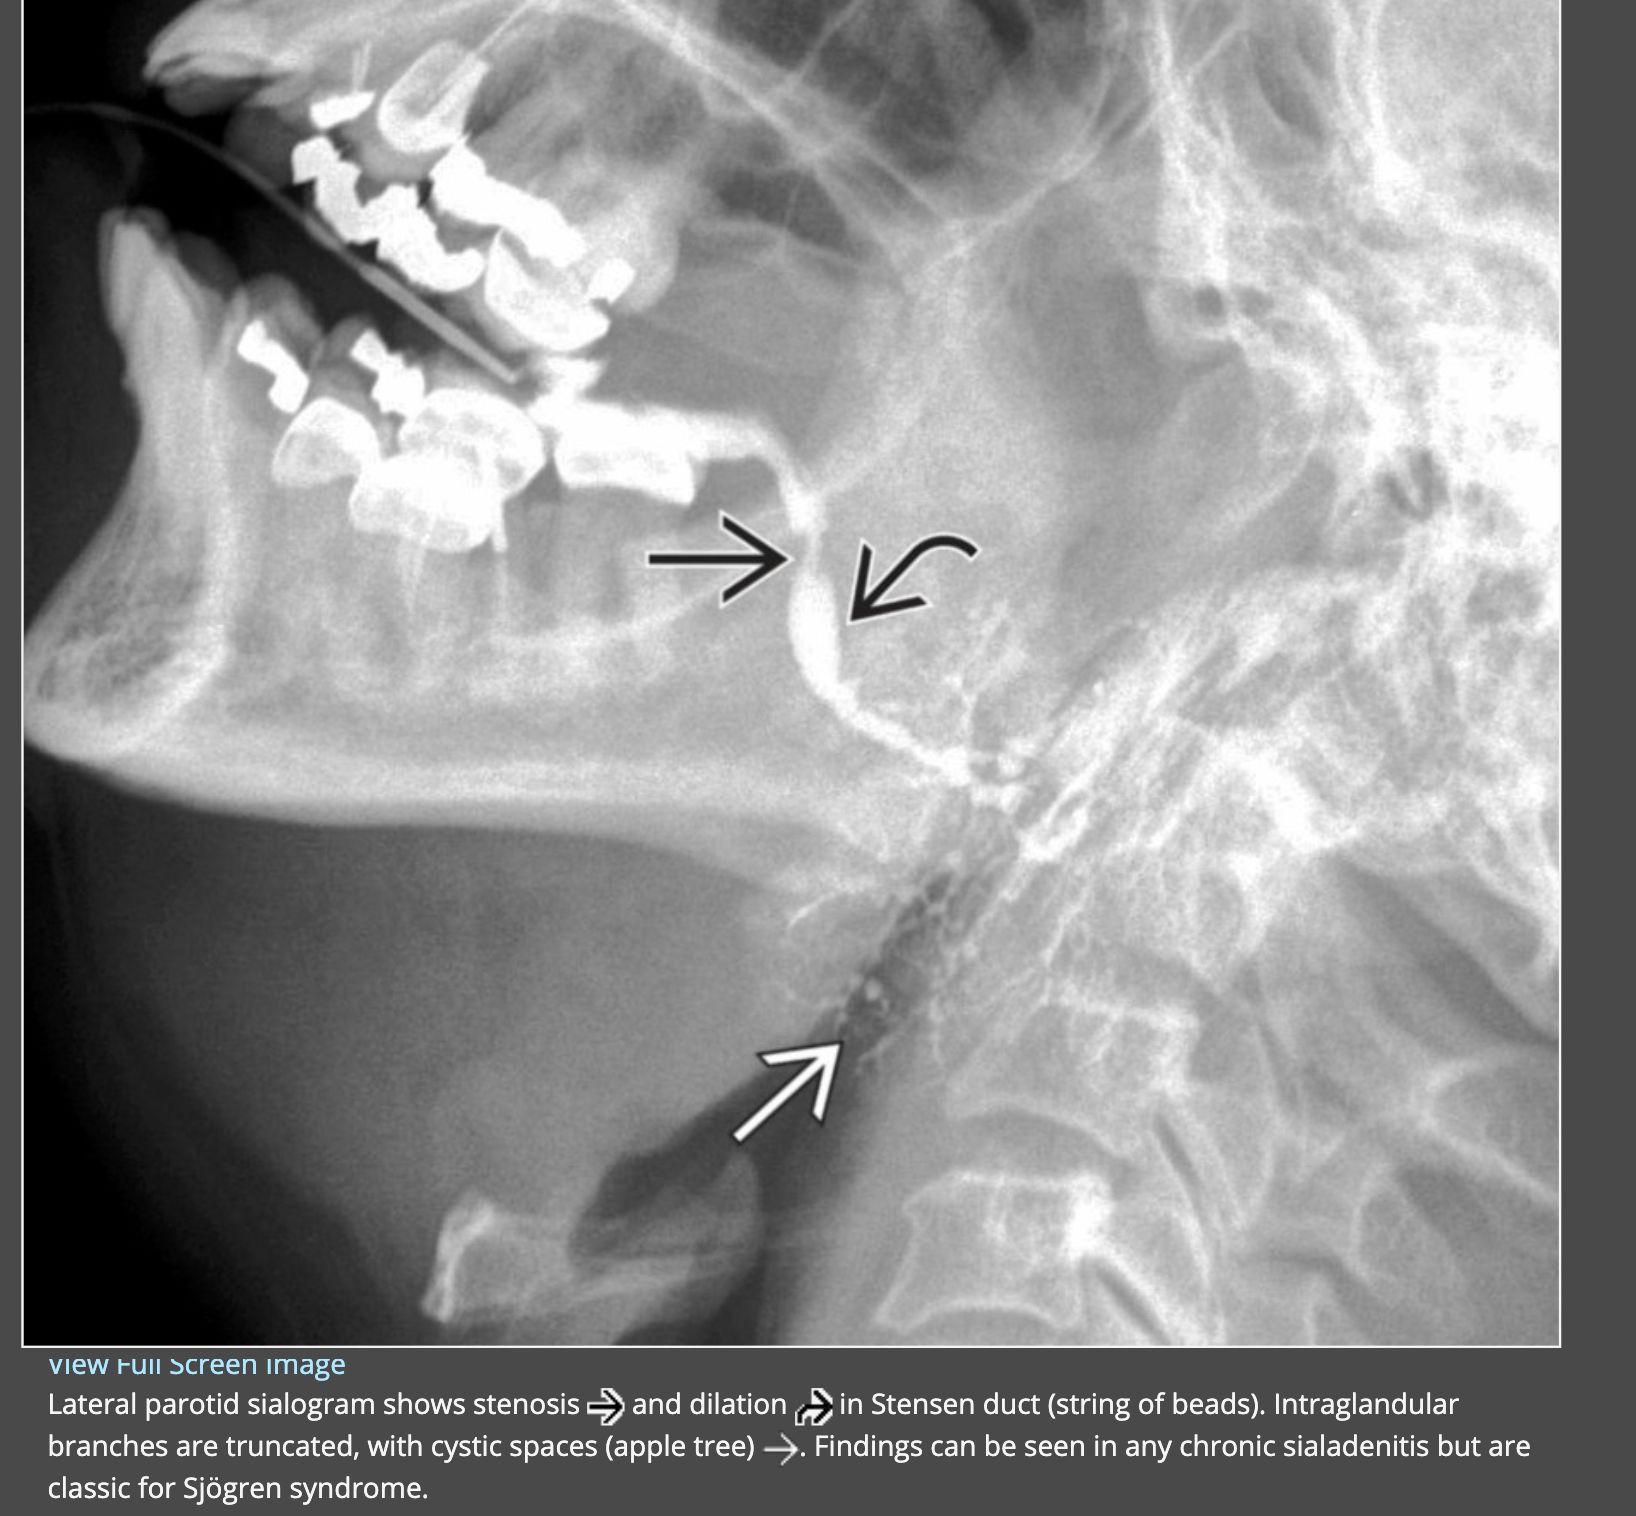 View Full Screen Image
Lateral parotid sialogram shows stenosis and dilation in Stensen duct (string of beads). Intraglandular
branches are truncated, with cystic spaces (apple tree) . Findings can be seen in any chronic sialadenitis but are
classic for Sjögren syndrome.